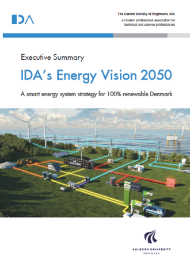 IDA
The Danish Society of Engineers, IDA
a modern professional association for
technical and science professionals
Executive Summary
IDA's Energy Vision 2050
A smart energy system strategy for 100% renewable Denmark
AALBORG UNIVERSITY
DENMARK